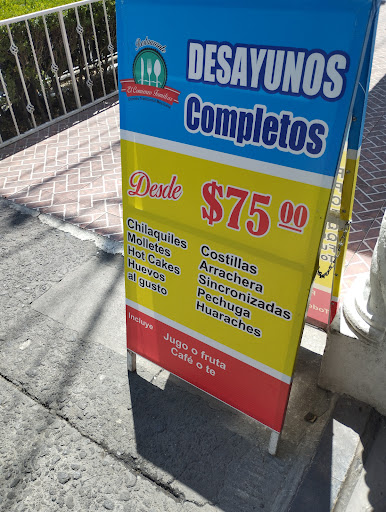 Restaurante
El Comensal Familiar
DESAYUNOS
Completos
Desde
$75 00
Chilaquiles
Molletes
Hot Cakes
Huevos
al gusto
Costillas
Arrachera
Sincronizadas
Pechuga
Huaraches
Incluye
Jugo o fruta
Café o te